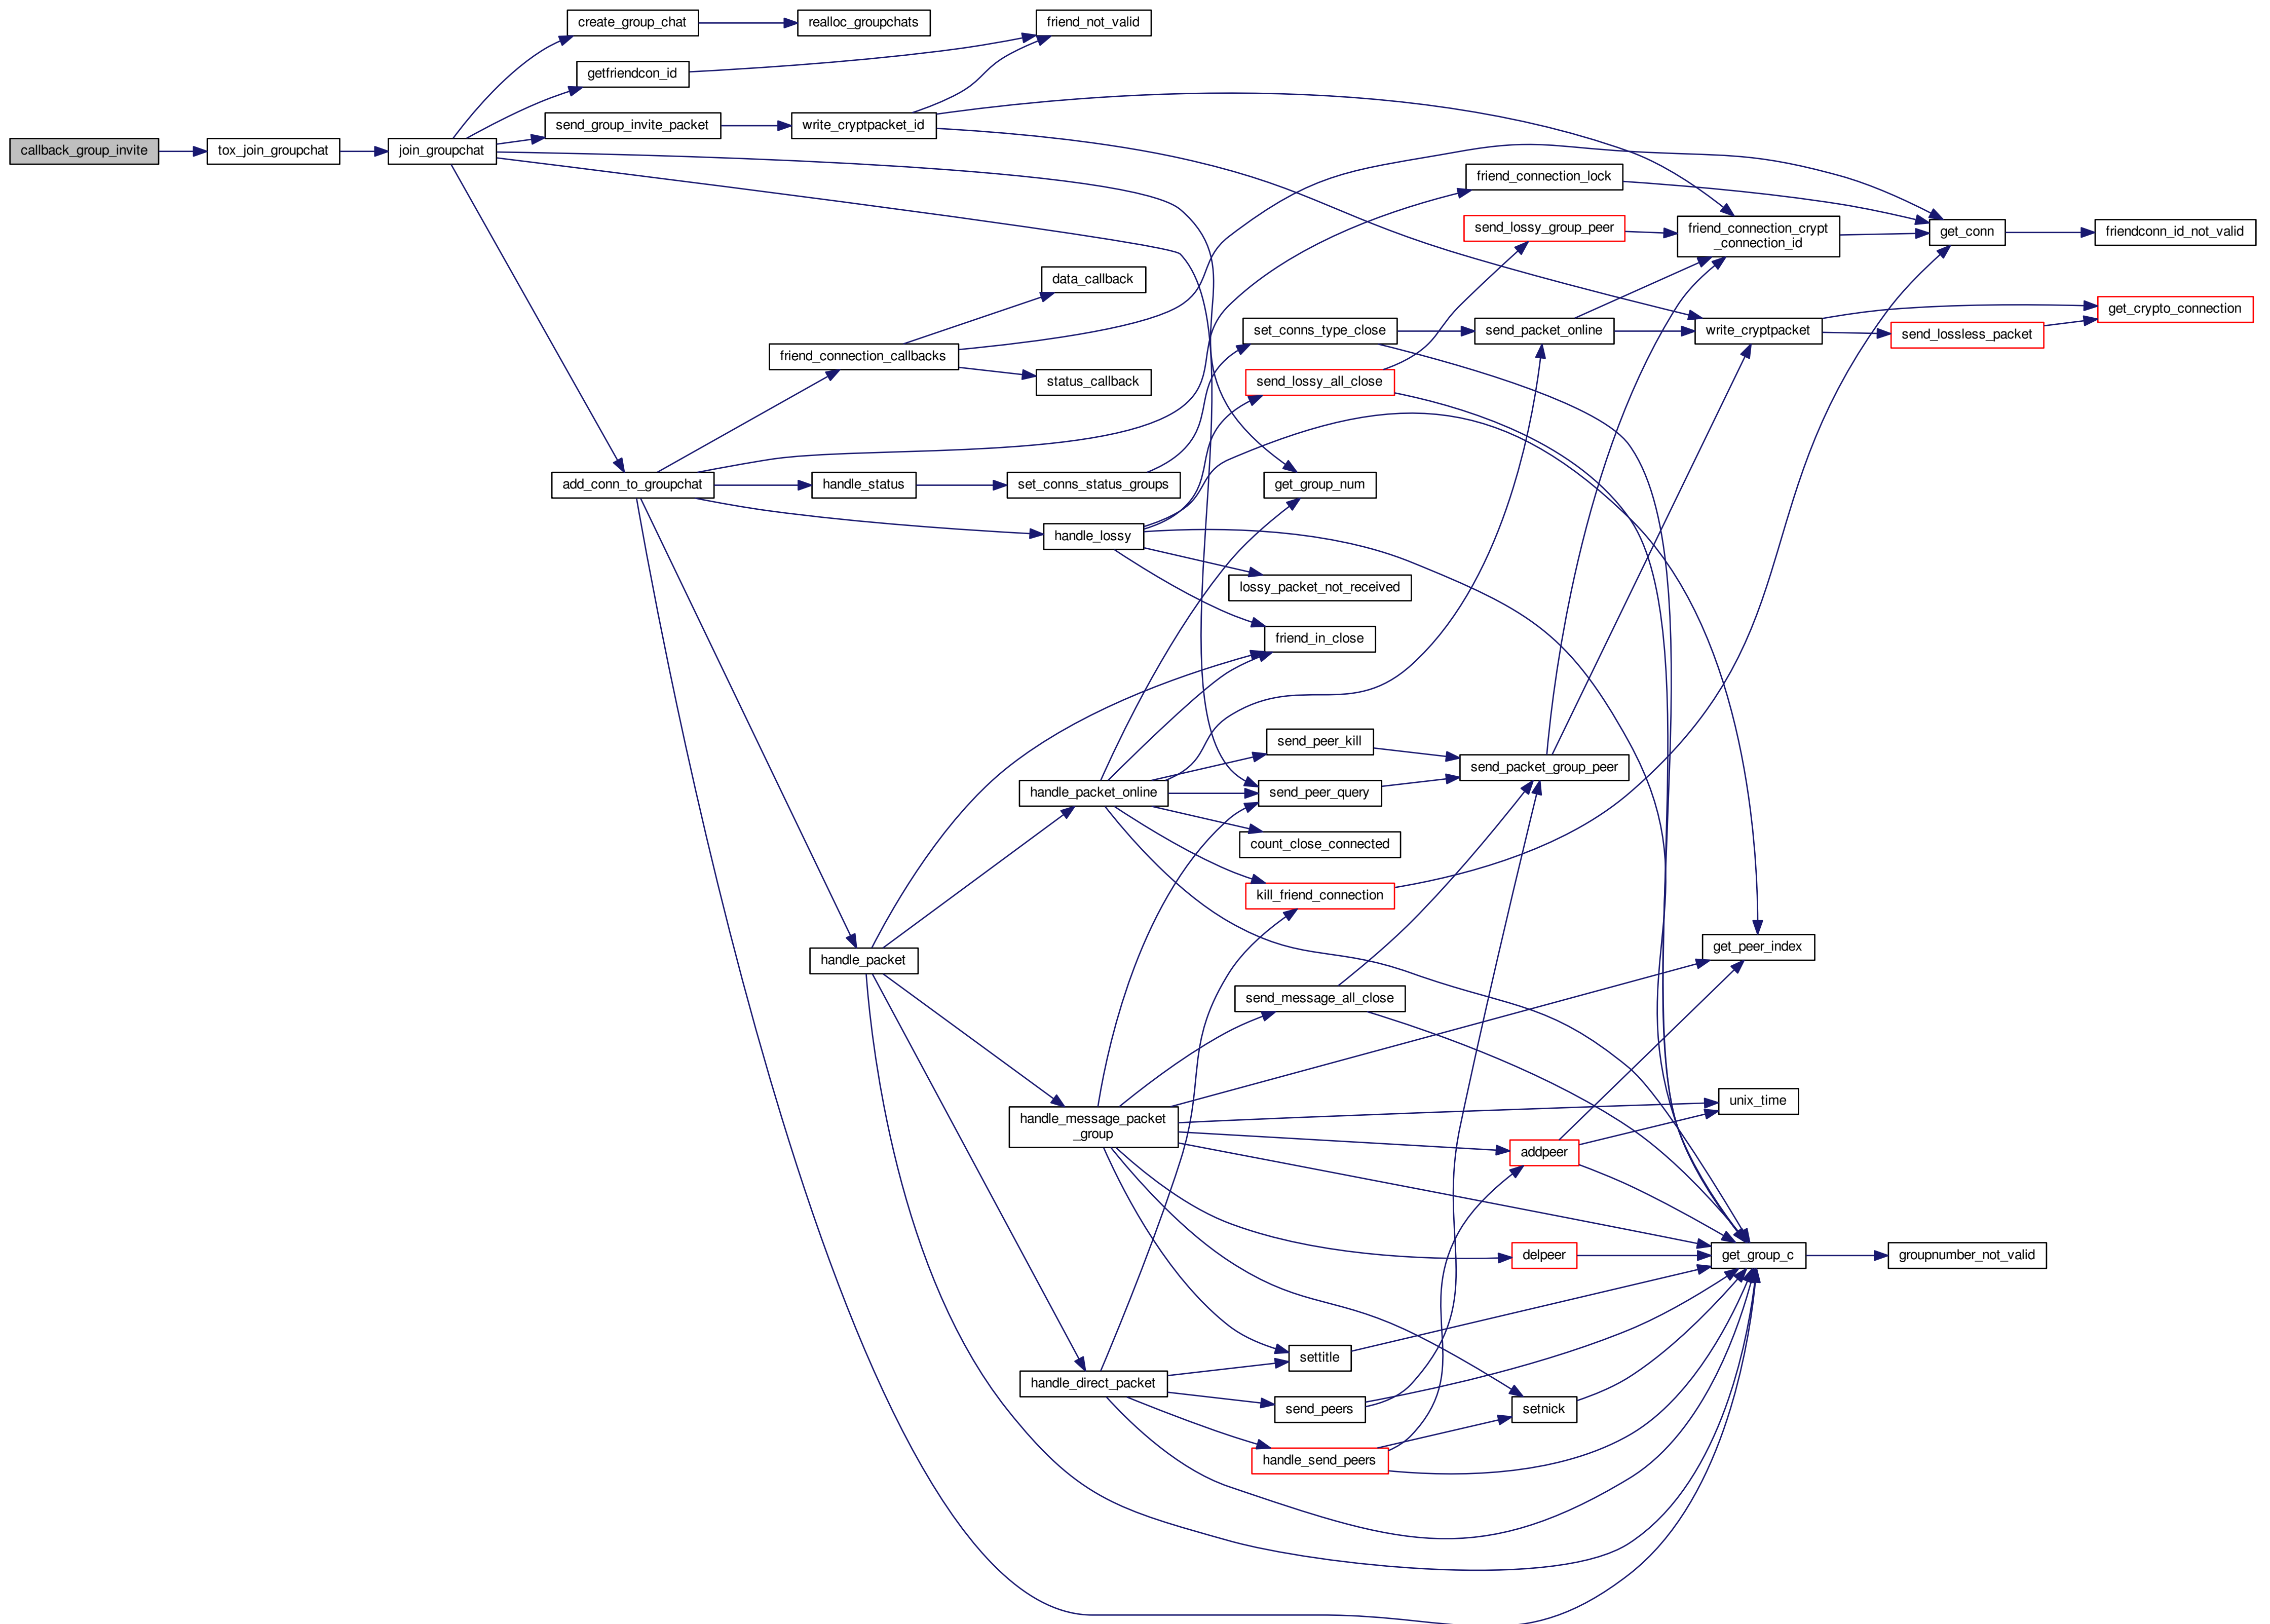 create_group_chat
realloc_groupchats
friend_not_valid
getfriendcon_id
send_group_invite_packet
write_cryptpacket_id
callback_group_invite
tox_join_groupchat
join_groupchat
friend_connection_lock
send_lossy_group_peer
friend_connection_crypt
_connection_id
get_conn
friendconn_id_not_valid
data_callback
get_crypto_connection
set_conns_type_close
send_packet_online
write_cryptpacket
send_lossless_packet
friend_connection_callbacks
status_callback
send_lossy_all_close
add_conn_to_groupchat
handle_status
set_conns_status_groups
get_group_num
handle_lossy
lossy_packet_not_received
friend_in_close
send_peer_kill
send_packet_group_peer
handle_packet_online
send_peer_query
count_close_connected
kill_friend_connection
get_peer_index
handle_packet
send_message_all_close
unix_time
handle_message_packet
_group
addpeer
delpeer
get_group_c
groupnumber_not_valid
settitle
handle_direct_packet
send_peers
setnick
handle_send_peers